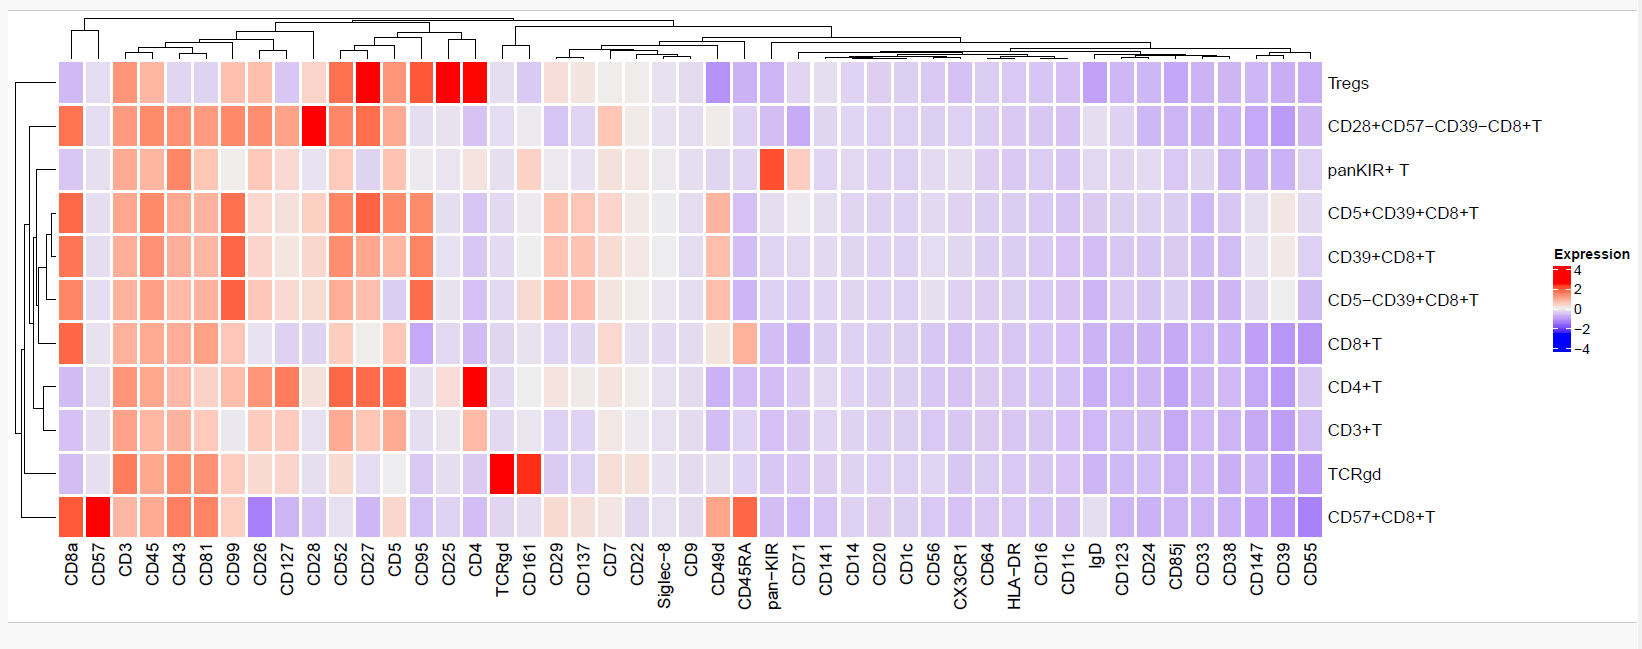 Tregs
CD28+CD57−CD39−CD8+T
panKIR+ T
CD5+CD39+CD8+T
CD39+CD8+T
CD5−CD39+CD8+T
CD8+T
CD4+T
CD3+T
TCRgd
CD57+CD8+T
Expression
4
2
0
−2
−4
CD8a
CD57
CD3
CD45
CD43
CD81
CD99
CD26
CD127
CD28
CD52
CD27
CD5
CD95
CD25
CD4
TCRgd
CD161
CD29
CD137
CD7
CD22
Siglec−8
CD9
CD49d
CD45RA
pan−KIR
CD71
CD141
CD14
CD20
CD1c
CD56
CX3CR1
CD64
HLA−DR
CD16
CD11c
IgD
CD123
CD24
CD85j
CD33
CD38
CD147
CD39
CD55